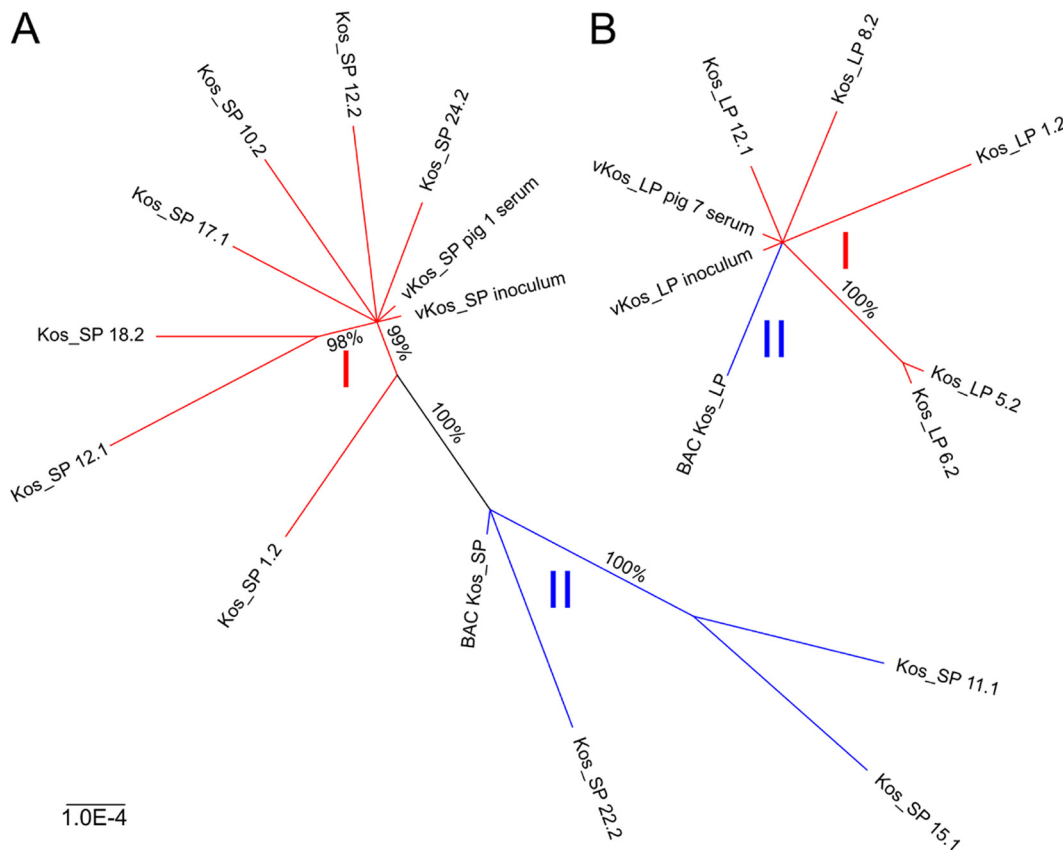 A
Kos_SP 12.2
Kos_SP 10.2
Kos_SP 24.2
Kos_SP 17.1
vKos_SP pig 1 serum
vKos_SP inoculum
Kos_SP 18.2
98%
99%
I
Kos_SP 12.1
100%
Kos_SP 1.2
BAC Kos_SP
II
100%
Kos_SP 11.1
Kos_SP 22.2
Kos_SP 15.1
1.0E-4
B
Kos_LP 8.2
Kos_LP 12.1
Kos_LP 1.2
vKos_LP pig 7 serum
vKos_LP inoculum
I
100%
II
BAC Kos_LP
Kos_LP 5.2
Kos_LP 6.2